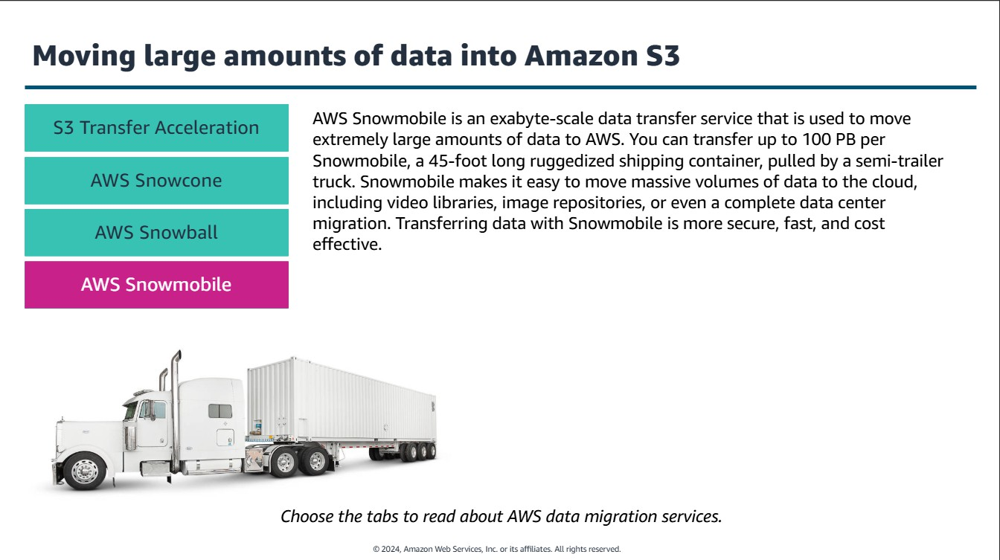 Moving large amounts of data into Amazon S3
S3 Transfer Acceleration
AWS Snowcone
AWS Snowball
AWS Snowmobile
AWS Snowmobile is an exabyte-scale data transfer service that is used to move
extremely large amounts of data to AWS. You can transfer up to 100 PB per
Snowmobile, a 45-foot long ruggedized shipping container, pulled by a semi-trailer
truck. Snowmobile makes it easy to move massive volumes of data to the cloud,
including video libraries, image repositories, or even a complete data center
migration. Transferring data with Snowmobile is more secure, fast, and cost
effective.
Choose the tabs to read about AWS data migration services.
© 2024, Amazon Web Services, Inc. or its affiliates. All rights reserved.